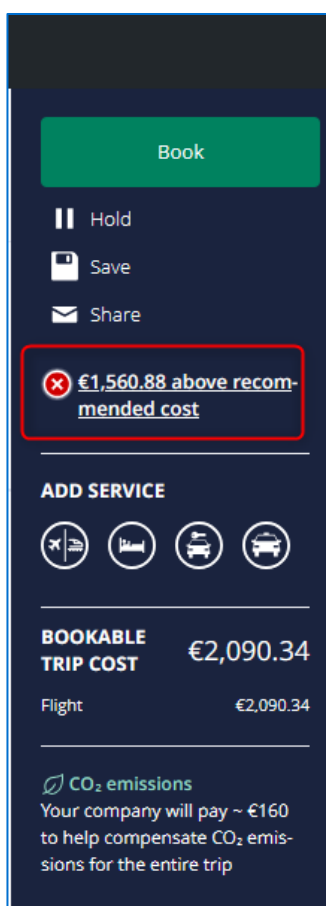 Book
Hold
Save
Share
€1,560.88 above recom-
mended cost
ADD SERVICE
BOOKABLE
TRIP COST €2,090.34
Flight €2,090.34
CO₂ emissions
Your company will pay ~ €160
to help compensate CO₂ emis-
sions for the entire trip